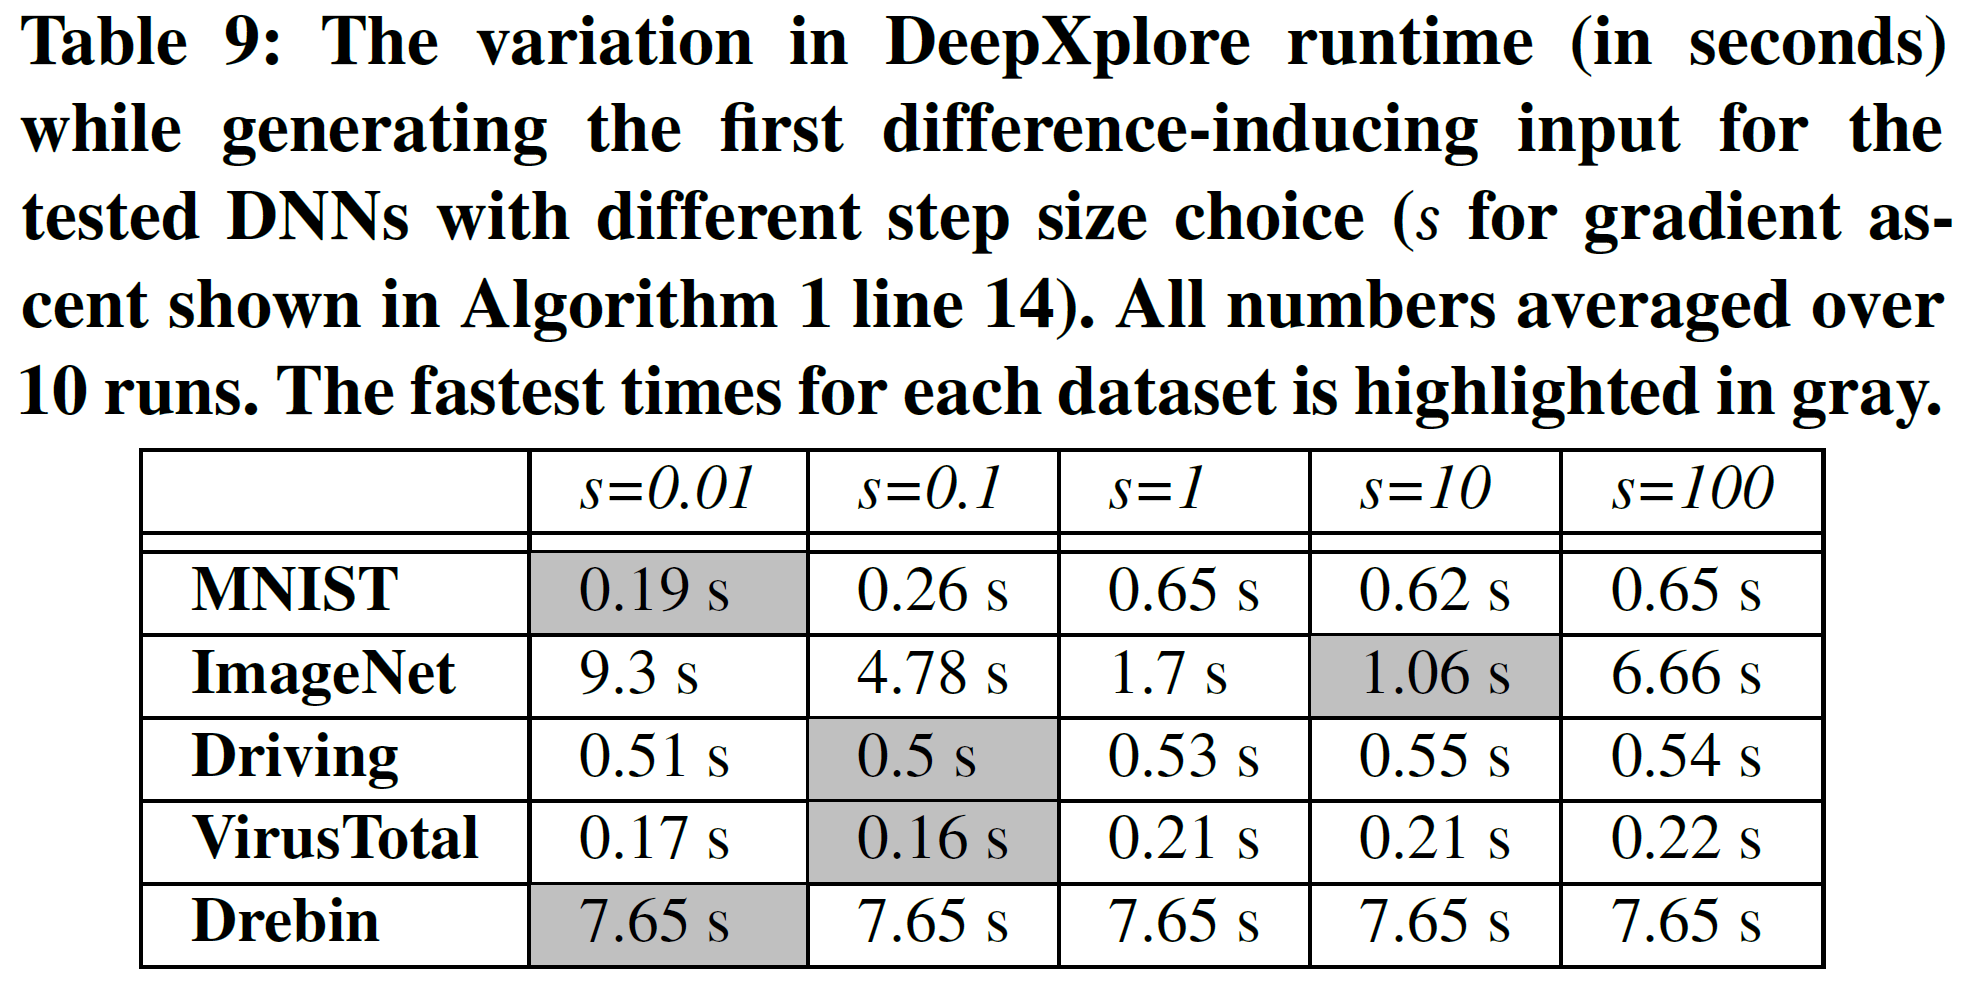 Table 9: The variation in DeepXplore runtime (in seconds)
while generating the first difference-inducing input for the
tested DNNs with different step size choice (s for gradient as-
cent shown in Algorithm 1 line 14). All numbers averaged over
10 runs. The fastest times for each dataset is highlighted in gray.
s=0.01 s=0.1 s=1 s=10 s=100
MNIST 0.19 s 0.26 s 0.65 s 0.62 s 0.65 s
ImageNet 9.3 s 4.78 s 1.7 s 1.06 s 6.66 s
Driving 0.51 s 0.5 s 0.53 s 0.55 s 0.54 s
VirusTotal 0.17 s 0.16 s 0.21 s 0.21 s 0.22 s
Drebin 7.65 s 7.65 s 7.65 s 7.65 s 7.65 s